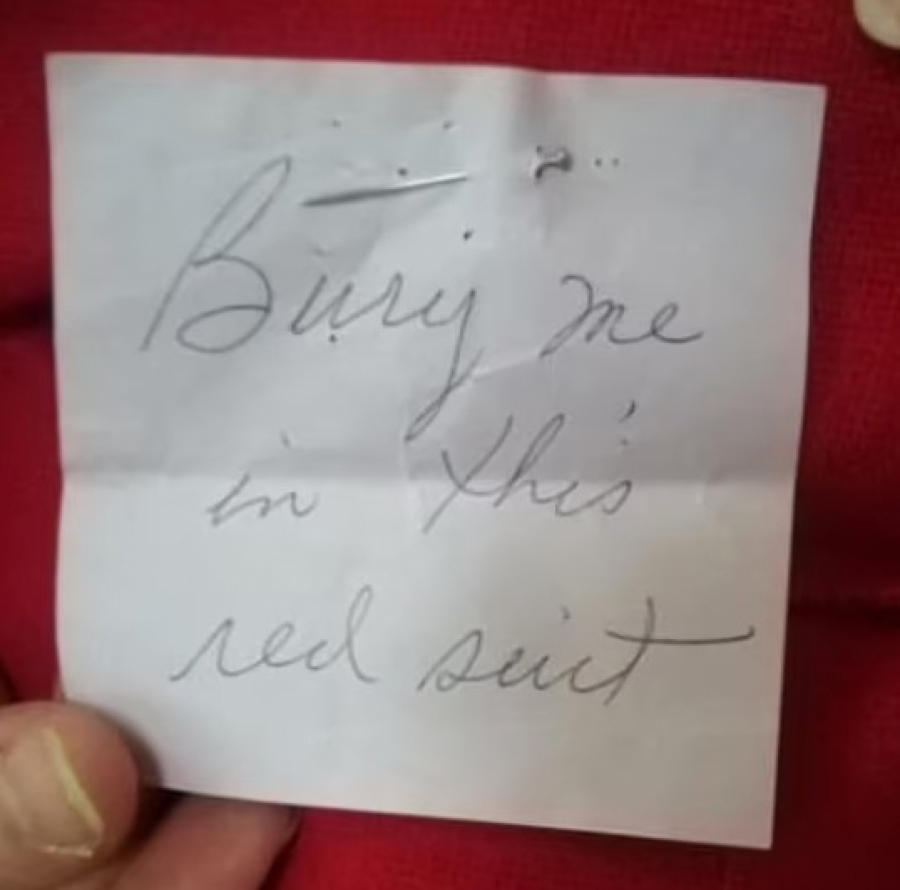 Bury me
in this
red suit